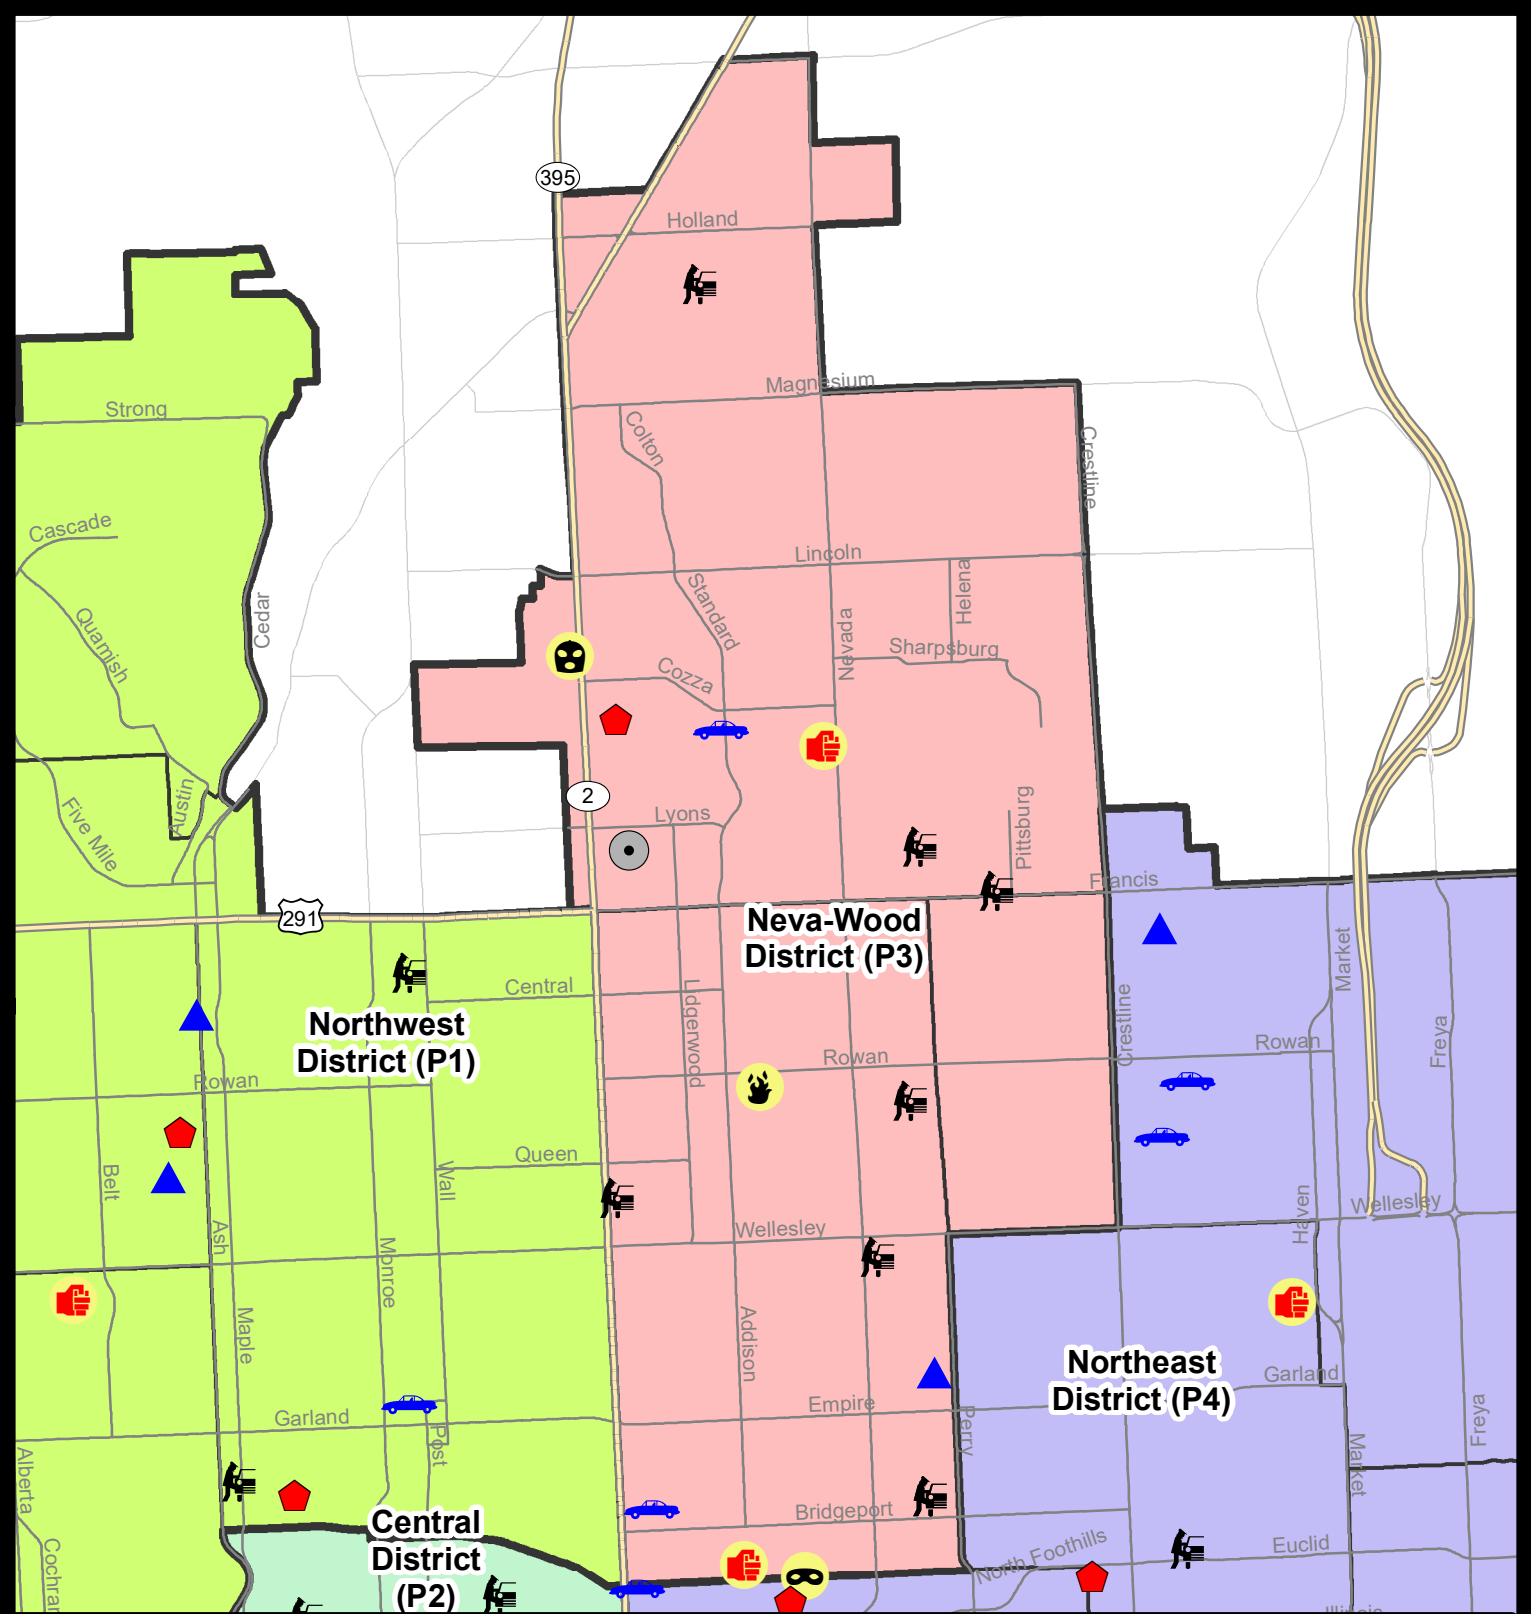 395
Holland
Magnesium
Strong
Colton
Crestline
Cascade
Lincoln
Helena
Standard
Cedar
Quamish
Nevada
Sharpsburg
Cozza
2
Lyons
Austin
Five Mile
Pittsburg
Francis
291
Neva-Wood
District (P3)
Market
Central
Lidgerwood
Crestline
Freya
Northwest
District (P1)
Rowan
Rowan
Rowan
Queen
Belt
Wall
Ash
Wellesley
Wellesley
Haven
Monroe
Maple
Addison
Northeast
District (P4)
Garland
Empire
Garland
Perry
Freya
Post
Market
Alberta
Bridgeport
Central
District
(P2)
North Foothills
Euclid
Cochran